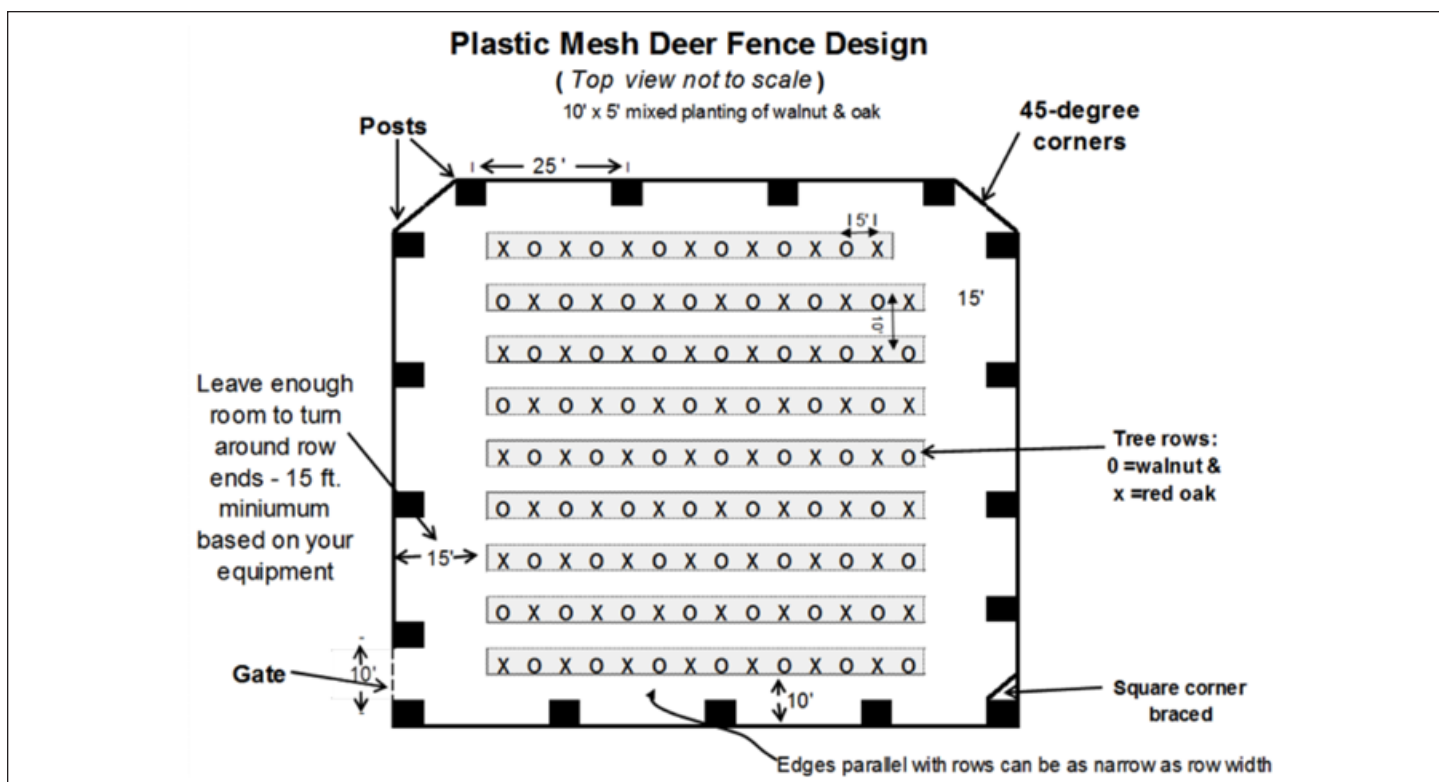 Plastic Mesh Deer Fence Design
( Top view not to scale )
10' x 5' mixed planting of walnut & oak
Posts
25 '
45-degree
corners
5'
X O X O X O X O X O X O X
O X O X O X O X O X O X O X
15'
10'
X O X O X O X O X O X O X O
O X O X O X O X O X O X O X
X O X O X O X O X O X O X O
O X O X O X O X O X O X O X
X O X O X O X O X O X O X O
O X O X O X O X O X O X O X
X O X O X O X O X O X O X O
Leave enough
room to turn
around row
ends - 15 ft.
miniumum
based on your
equipment
15'
Tree rows:
0 =walnut &
x =red oak
Gate
10'
10'
Square corner
braced
Edges parallel with rows can be as narrow as row width